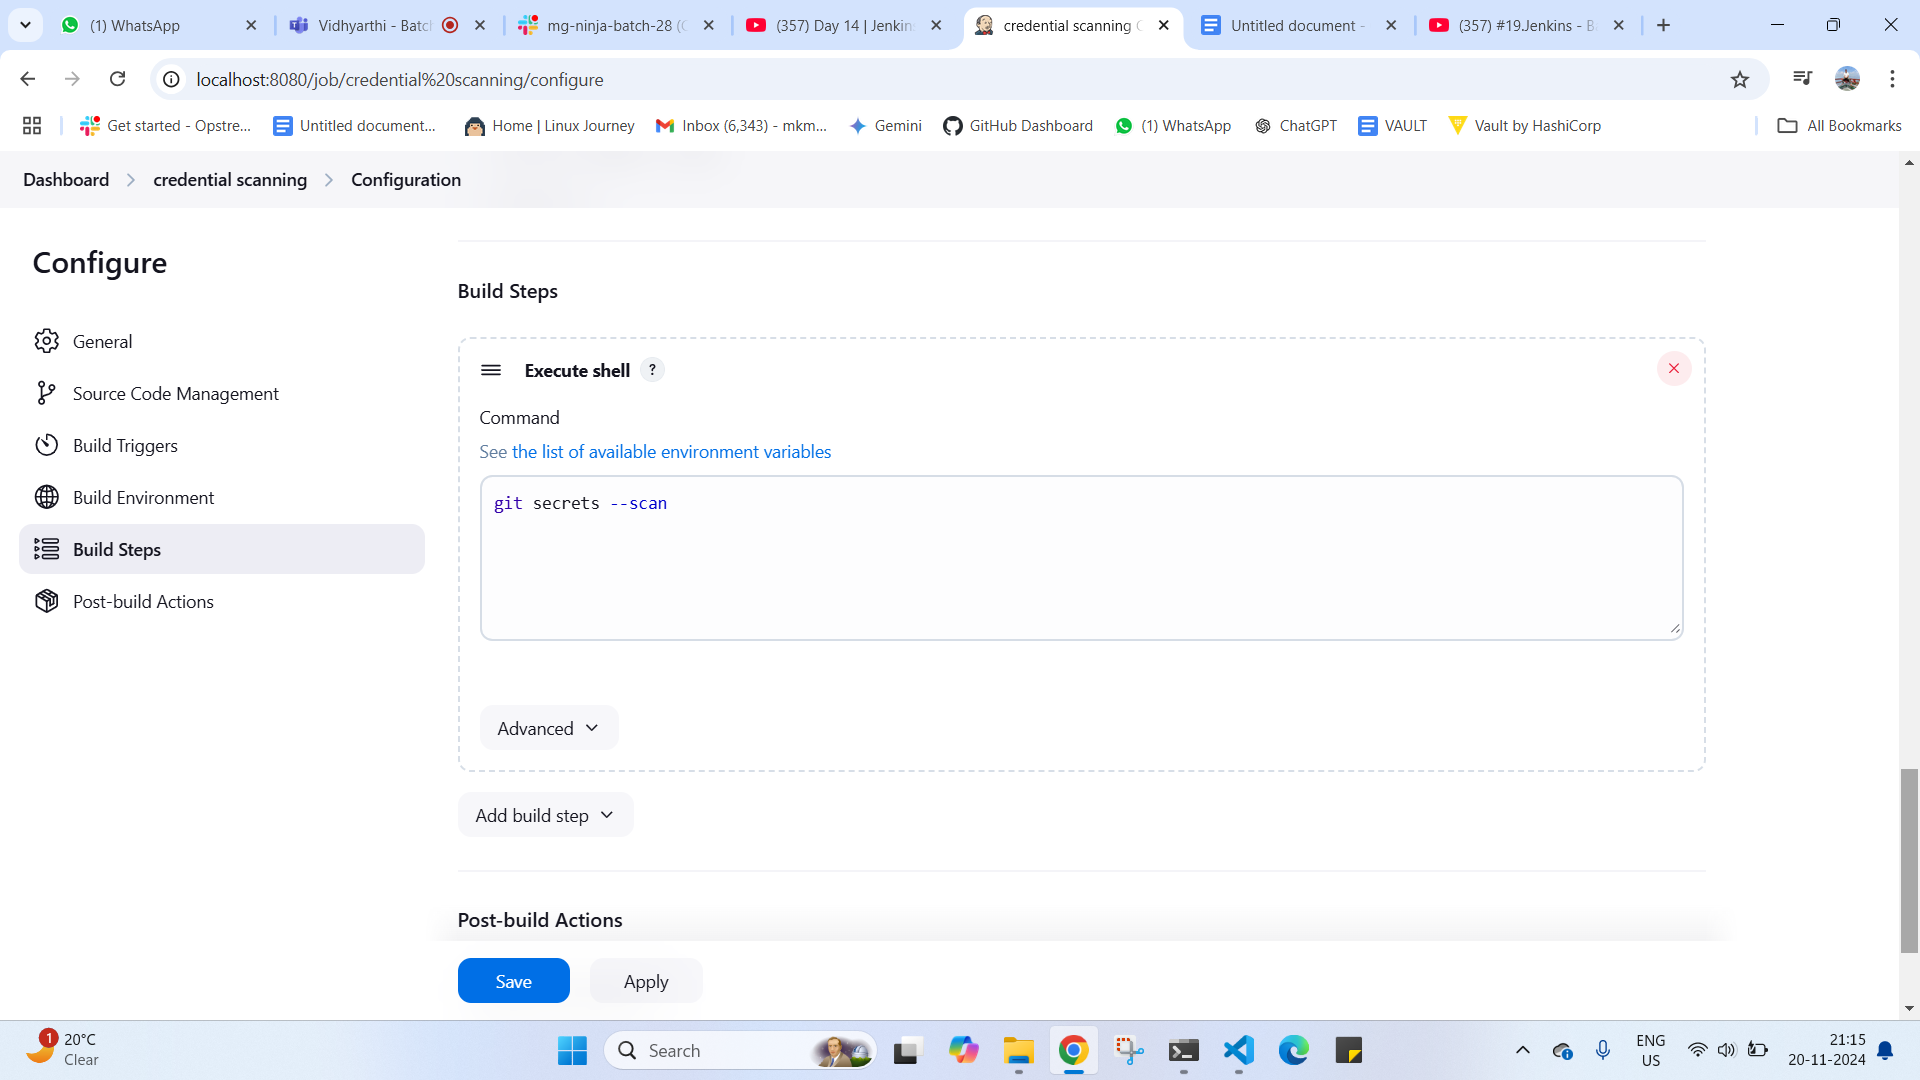 (1) WhatsApp
Vidhyarthi - Batch
mg-ninja-batch-28 (C
(357) Day 14 | Jenkins
credential scanning C
Untitled document -
(357) #19.Jenkins - B
localhost:8080/job/credential%20scanning/configure
Get started - Opstre...
Untitled document...
Home | Linux Journey
Inbox (6,343) - mkm...
Gemini
GitHub Dashboard
(1) WhatsApp
ChatGPT
VAULT
Vault by HashiCorp
All Bookmarks
Dashboard > credential scanning > Configuration
Configure
General
Source Code Management
Build Triggers
Build Environment
Build Steps
Post-build Actions
Build Steps
Execute shell ?
Command
See the list of available environment variables
git secrets --scan
Advanced
Add build step
Post-build Actions
Save
Apply
1
20°C
Clear
Search
ENG
US
21:15
20-11-2024